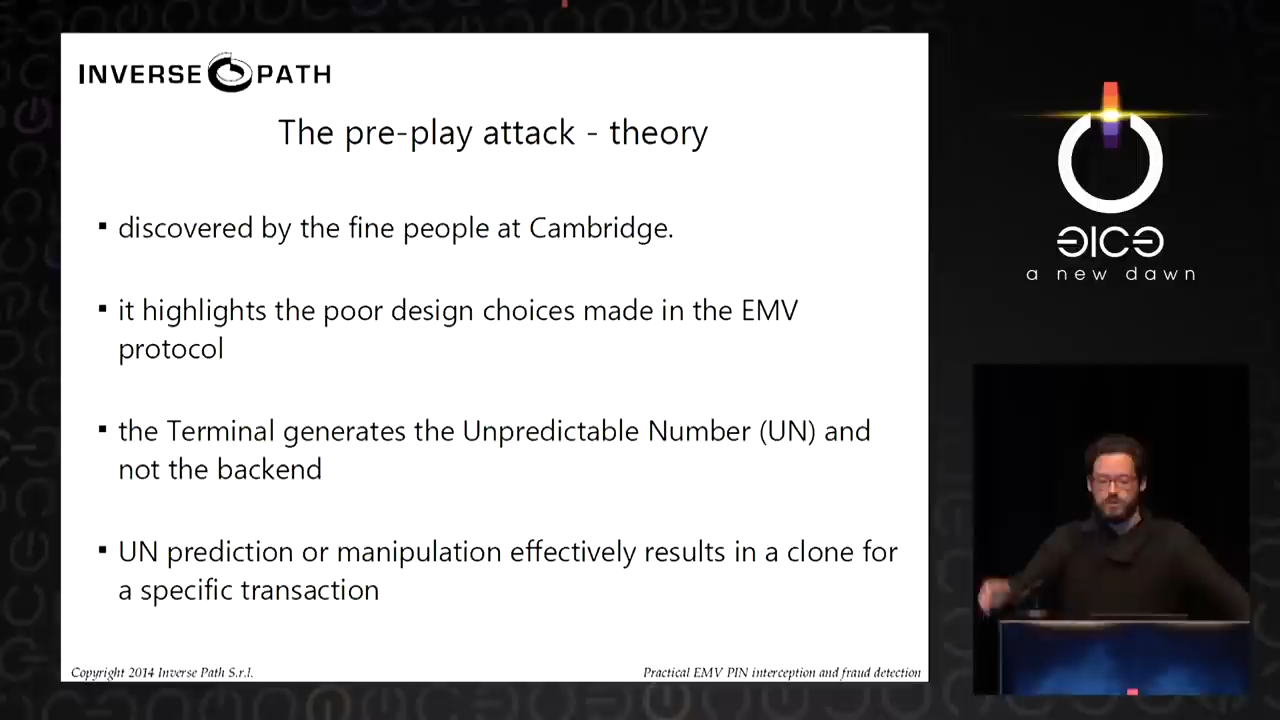 INVERSE PATH
The pre-play attack - theory
▪ discovered by the fine people at Cambridge.
▪ it highlights the poor design choices made in the EMV
protocol
▪ the Terminal generates the Unpredictable Number (UN) and
not the backend
▪ UN prediction or manipulation effectively results in a clone for
a specific transaction
Copyright 2014 Inverse Path S.r.l.
Practical EMV PIN interception and fraud detection
a new dawn